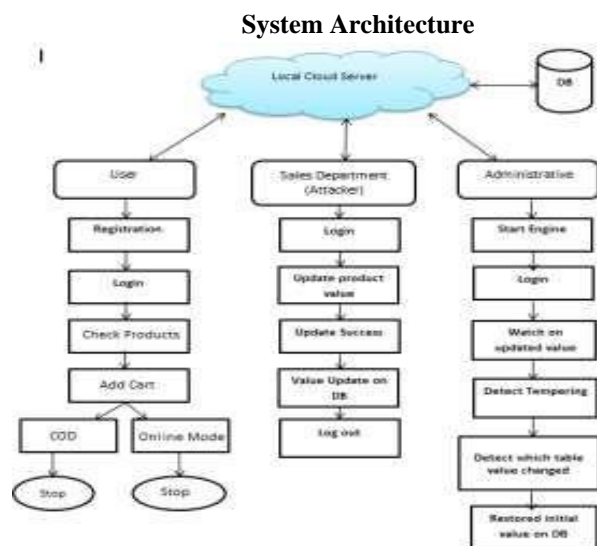 System Architecture
I
Local Cloud Server
DB
User
Registration
Login
Check Products
Add Cart
COD
Online Mode
Stop
Stop
Sales Department
(Attacker)
Login
Update product
value
Update Success
Value Update on
DB
Log out
Administrative
Start Engine
Login
Watch on
updated value
Detect Tempering
Detect which table
value changed
Restored initial
value on DB